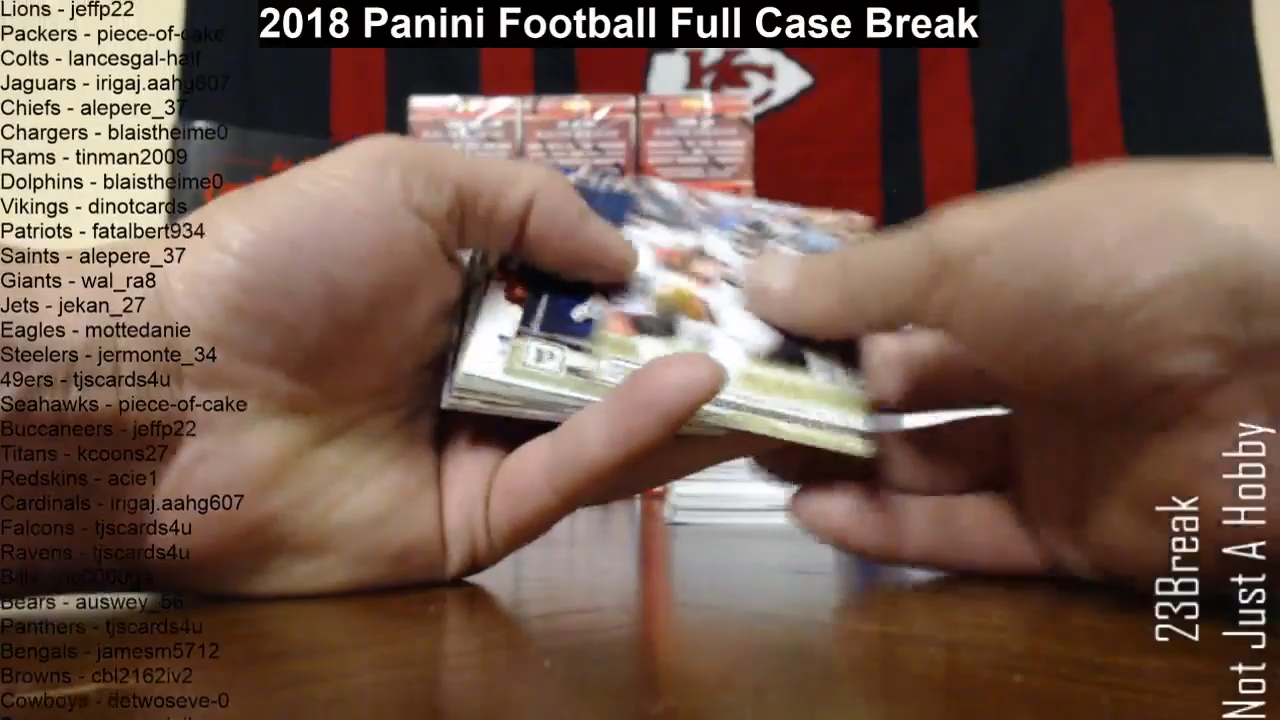 2018 Panini Football Full Case Break
Lions - jeffp22
Packers - piece-of-cake
Colts - lancesgal-half
Jaguars - irigaj.aahg607
Chiefs - alepere_37
Chargers - blaistheime0
Rams - tinman2009
Dolphins - blaistheime0
Vikings - dinotcards
Patriots - fatalbert934
Saints - alepere_37
Giants - wal_ra8
Jets - jekan_27
Eagles - mottedanie
Steelers - jermonte_34
49ers - tjscards4u
Seahawks - piece-of-cake
Buccaneers - jeffp22
Titans - kcoons27
Redskins - acie1
Cardinals - irigaj.aahg607
Falcons - tjscards4u
Ravens - tjscards4u
Bills -
Bears - auswey_56
Panthers - tjscards4u
Bengals - jamesm5712
Browns - cbl2162iv2
Cowboys - detwoseve-0
KC
P
23Break
Not Just A Hobby